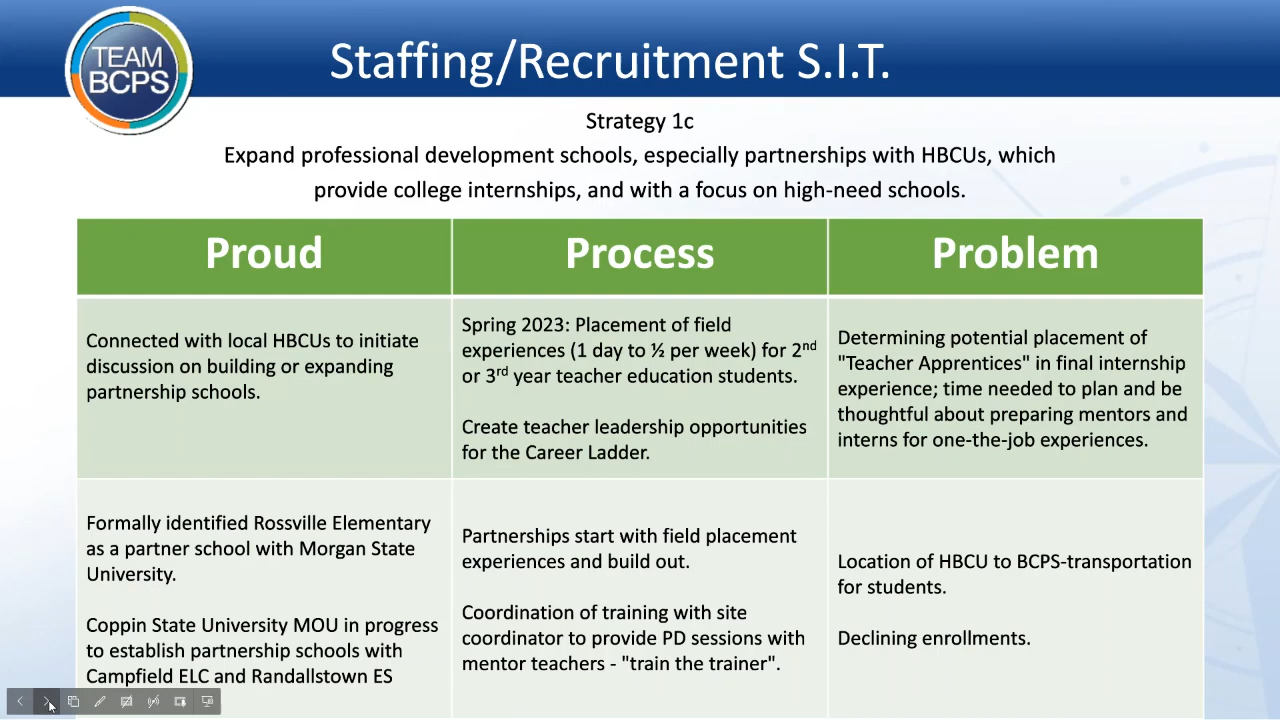 TEAM
BCPS
Staffing/Recruitment S.I.T.
Strategy 1c
Expand professional development schools, especially partnerships with HBCUs, which
provide college internships, and with a focus on high-need schools.
Proud
Process
Problem
Connected with local HBCUs to initiate
discussion on building or expanding
partnership schools.
Spring 2023: Placement of field
experiences (1 day to ½ per week) for 2nd
or 3rd year teacher education students.
Create teacher leadership opportunities
for the Career Ladder.
Determining potential placement of
"Teacher Apprentices" in final internship
experience; time needed to plan and be
thoughtful about preparing mentors and
interns for one-the-job experiences.
Formally identified Rossville Elementary
as a partner school with Morgan State
University.
Coppin State University MOU in progress
to establish partnership schools with
Campfield ELC and Randallstown ES
Partnerships start with field placement
experiences and build out.
Coordination of training with site
coordinator to provide PD sessions with
mentor teachers - "train the trainer".
Location of HBCU to BCPS-transportation
for students.
Declining enrollments.